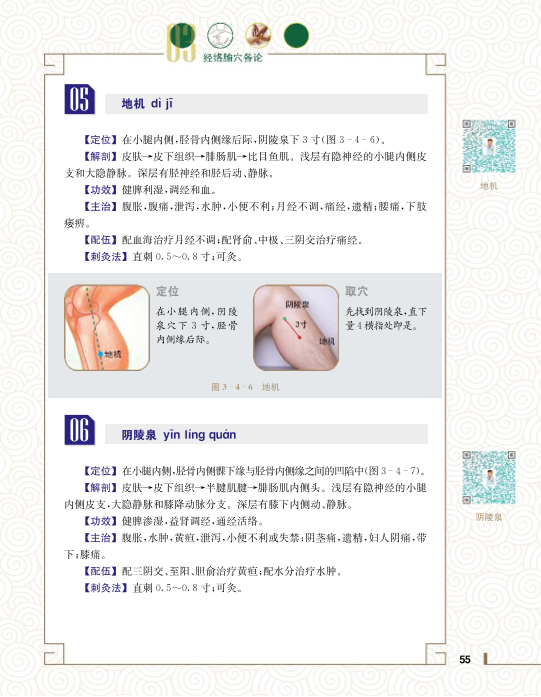 03
经络腧穴各论
05
地机 dì jī
【定位】在小腿内侧,胫骨内侧缘后际,阴陵泉下 3 寸(图 3-4-6)。
【解剖】皮肤→皮下组织→腓肠肌→比目鱼肌。浅层有隐神经的小腿内侧皮
支和大隐静脉。深层有胫神经和胫后动、静脉。
【功效】健脾利湿,调经和血。
【主治】腹胀,腹痛,泄泻,水肿,小便不利;月经不调,痛经,遗精;腰痛,下肢
痿痹。
【配伍】配血海治疗月经不调;配肾俞、中极、三阴交治疗痛经。
【刺灸法】直刺 0.5～0.8 寸;可灸。
地机
地机
定位
在小腿内侧,阴陵
泉穴下 3 寸,胫骨
内侧缘后际。
阴陵泉
3寸
地机
取穴
先找到阴陵泉,直下
量 4 横指处即是。
图 3-4-6 地机
06
阴陵泉 yīn líng quán
【定位】在小腿内侧,胫骨内侧髁下缘与胫骨内侧缘之间的凹陷中(图 3-4-7)。
【解剖】皮肤→皮下组织→半腱肌腱→腓肠肌内侧头。浅层有隐神经的小腿
内侧皮支,大隐静脉和膝降动脉分支。深层有膝下内侧动、静脉。
【功效】健脾渗湿,益肾调经,通经活络。
【主治】腹胀,水肿,黄疸,泄泻,小便不利或失禁;阴茎痛,遗精,妇人阴痛,带
下;膝痛。
【配伍】配三阴交、至阳、胆俞治疗黄疸;配水分治疗水肿。
【刺灸法】直刺 0.5～0.8 寸;可灸。
阴陵泉
55